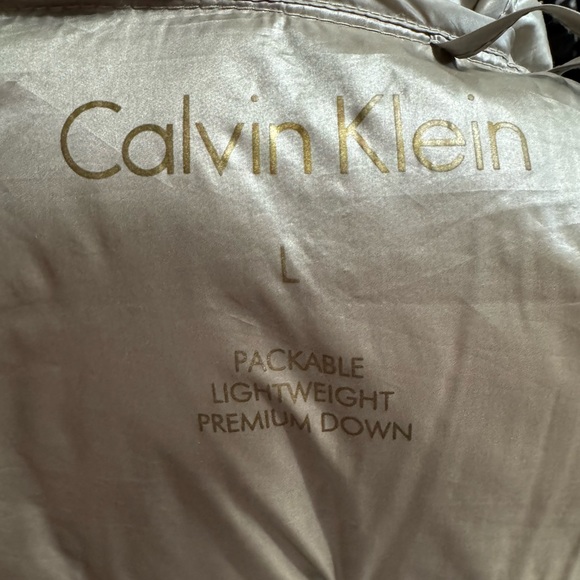 Calvin Klein
L
PACKABLE
LIGHTWEIGHT
PREMIUM DOWN